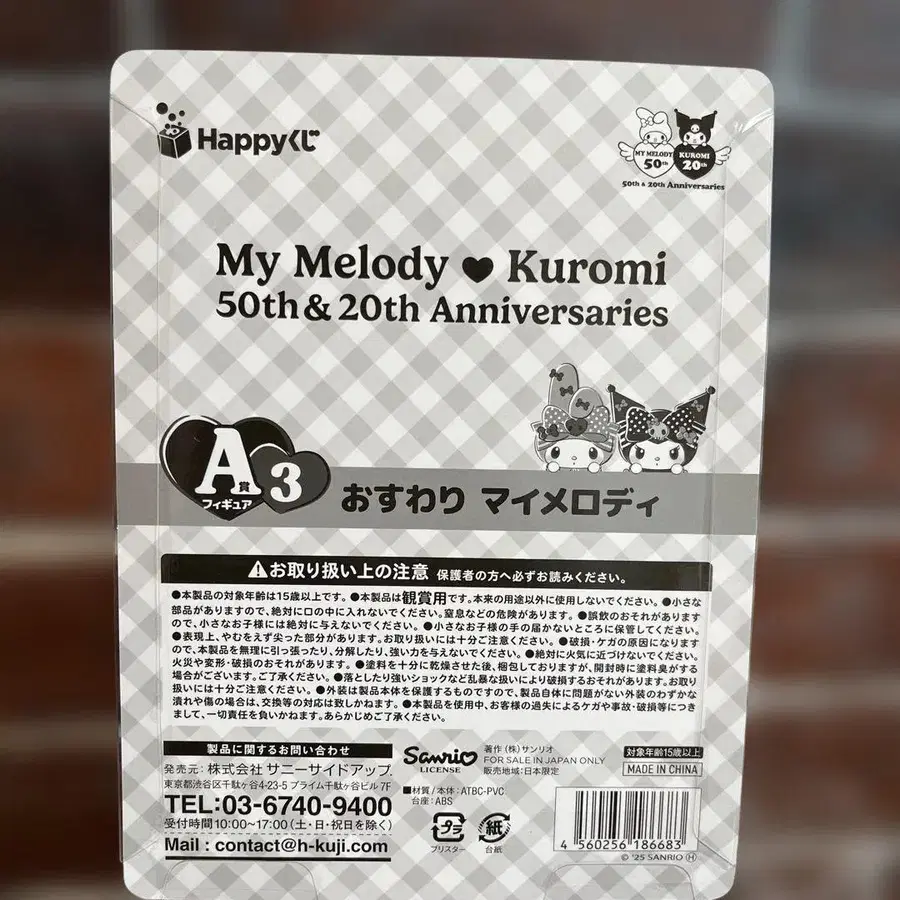 Happyくじ
MY MELODY 50th KUROMI 20th
50th & 20th Anniversaries
My Melody ♥ Kuromi
50th & 20th Anniversaries
A賞 3
フィギュア
おすわり マイメロディ
⚠お取り扱い上の注意 保護者の方へ必ずお読みください。
●本製品の対象年齢は15歳以上です。●本製品は観賞用です。本来の用途以外に使用しないでください。●小さな
部品がありますので、絶対に口の中に入れないでください。窒息などの危険があります。●誤飲のおそれがあります
ので、小さなお子様には絶対に与えないでください。●小さなお子様の手の届かないところに保管してください。
●表現上、やむをえず尖った部分があります。お取り扱いには十分ご注意ください。●破損・ケガの原因になります
ので、本製品を無理に引っ張ったり、分解したり、強い力を与えないでください。●絶対に火気に近づけないでください。
火災や変形・破損のおそれがあります。●塗料を十分に乾燥させた後、梱包しておりますが、開封時に塗料臭がする
場合がございます。ご了承ください。●落としたり強いショックなど乱暴な扱いにより破損するおそれがあります。お取り
扱いには十分ご注意ください。●外装は製品本体を保護するものですので、製品自体に問題がない外装のわずかな
潰れや傷の場合は、交換等の対応は致しかねます。●本製品を使用中、お客様の過失によるケガや事故・破損等につき
まして、一切責任を負いかねます。あらかじめご了承ください。
製品に関するお問い合わせ
発売元: 株式会社 サニーサイドアップ
東京都渋谷区千駄ヶ谷4-23-5 プライム千駄ヶ谷ビル 7F
TEL:03-6740-9400
受付時間10:00~17:00(土・日・祝日を除く)
Mail : contact@h-kuji.com
Sanrio
LICENSE
著作 (株)サンリオ
FOR SALE IN JAPAN ONLY
販売地域:日本限定
■材質/本体:ATBC-PVC
台座:ABS
プラ
ブリスター
紙
台紙
対象年齢15歳以上
MADE IN CHINA
4 560256 186683
© '25 SANRIO Ⓗ